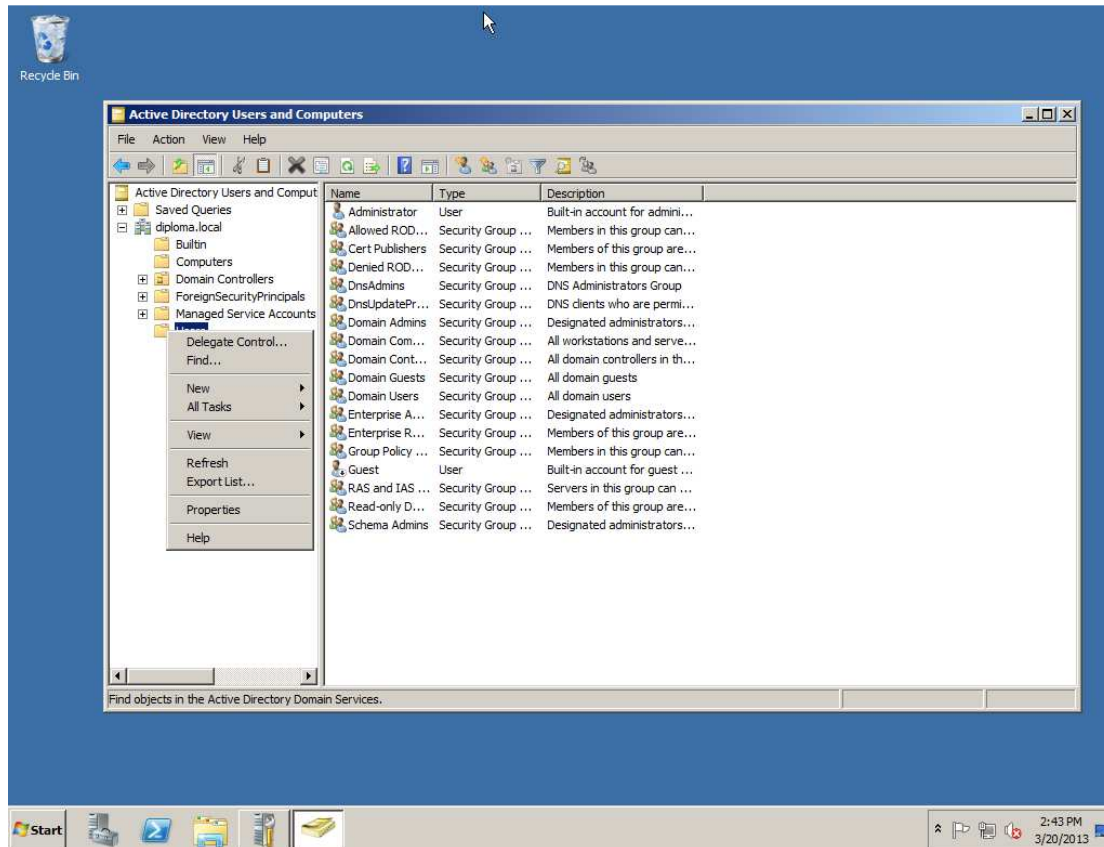 Recycle Bin
Active Directory Users and Computers
File Action View Help
Active Directory Users and Comput
Saved Queries
diploma.local
Builtin
Computers
Domain Controllers
ForeignSecurityPrincipals
Managed Service Accounts
Users
Delegate Control...
Find...
New
All Tasks
View
Refresh
Export List...
Properties
Help
Name Type Description
Administrator User Built-in account for admini...
Allowed ROD... Security Group ... Members in this group can...
Cert Publishers Security Group ... Members of this group are...
Denied ROD... Security Group ... Members in this group can...
DnsAdmins Security Group ... DNS Administrators Group
DnsUpdatePr... Security Group ... DNS clients who are permi...
Domain Admins Security Group ... Designated administrators...
Domain Com... Security Group ... All workstations and serve...
Domain Cont... Security Group ... All domain controllers in th...
Domain Guests Security Group ... All domain guests
Domain Users Security Group ... All domain users
Enterprise A... Security Group ... Designated administrators...
Enterprise R... Security Group ... Members of this group are...
Group Policy ... Security Group ... Members in this group can...
Guest User Built-in account for guest ...
RAS and IAS ... Security Group ... Servers in this group can ...
Read-only D... Security Group ... Members of this group are...
Schema Admins Security Group ... Designated administrators...
Find objects in the Active Directory Domain Services.
Start
2:43 PM
3/20/2013